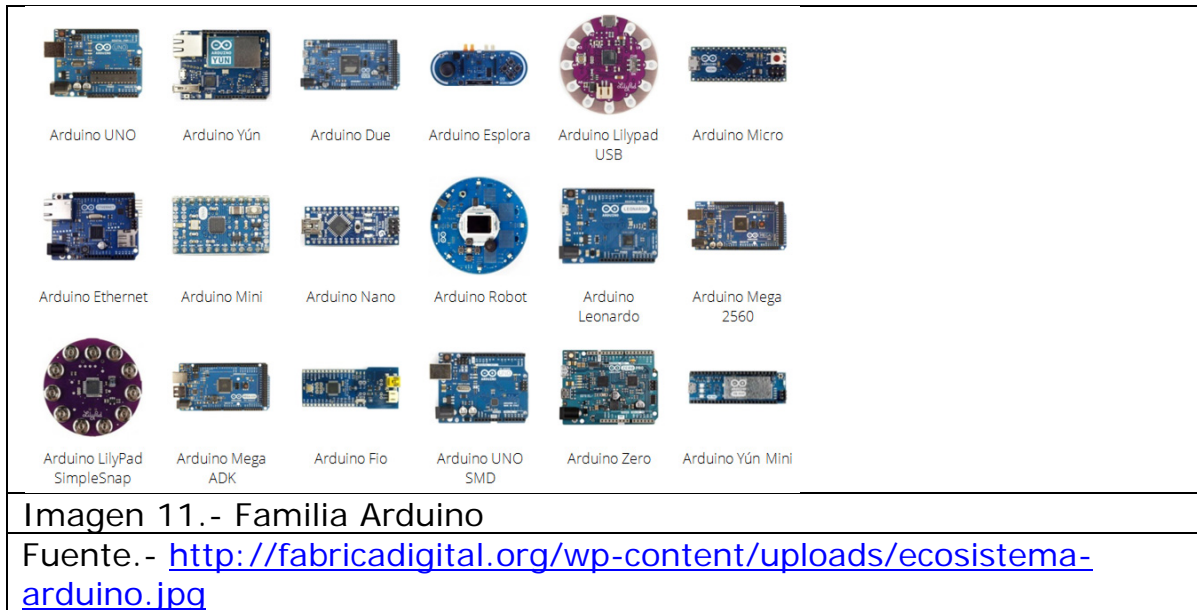 Arduino UNO
Arduino Yún
Arduino Due
Arduino Esplora
Arduino Lilypad
USB
Arduino Micro
Arduino Ethernet
Arduino Mini
Arduino Nano
Arduino Robot
Arduino
Leonardo
Arduino Mega
2560
Arduino LilyPad
SimpleSnap
Arduino Mega
ADK
Arduino Fio
Arduino UNO
SMD
Arduino Zero
Arduino Yún Mini
Imagen 11.- Familia Arduino
Fuente.- http://fabricadigital.org/wp-content/uploads/ecosistema-
arduino.jpg